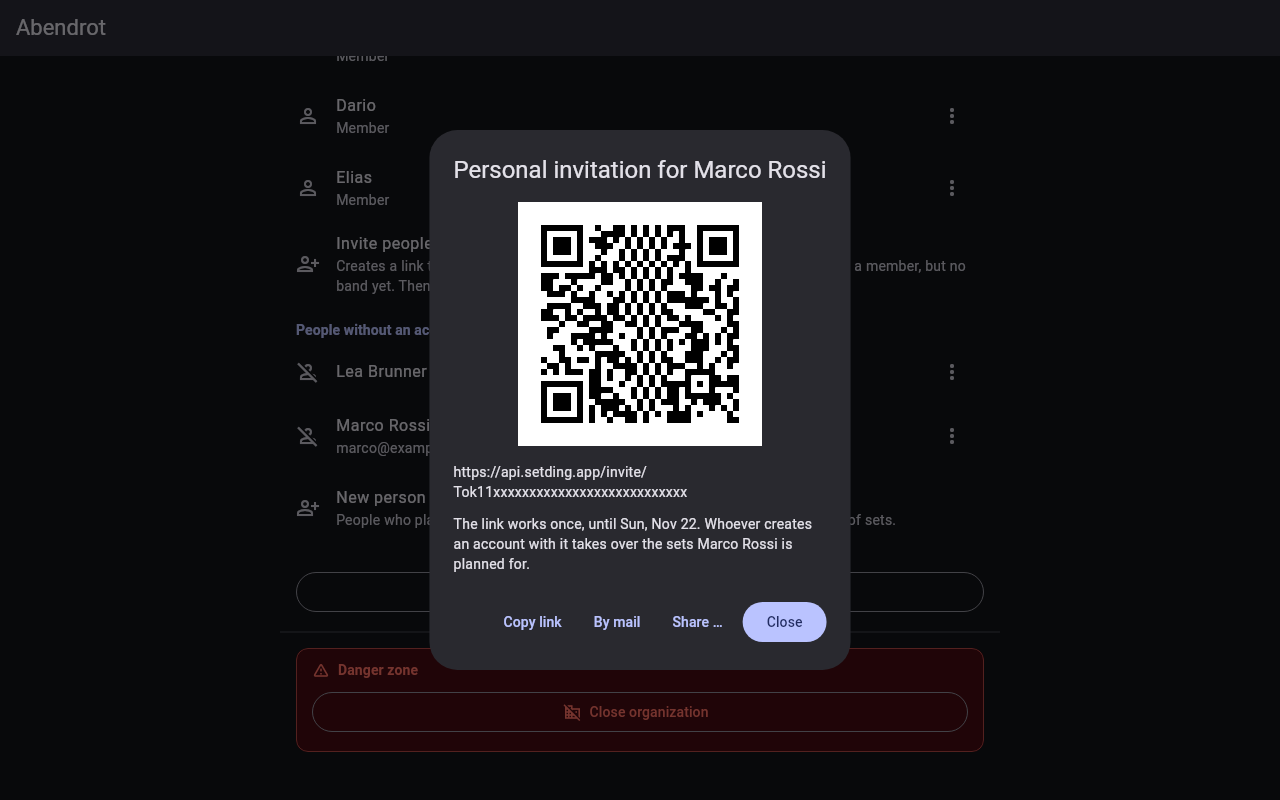 Abendrot
Member
Dario
Member
Elias
Member
Invite people
Creates a link
a member, but no
band yet. Then
People without an ac
Lea Brunner
Marco Rossi
marco@examp
New person
People who pla
of sets.
Personal invitation for Marco Rossi
https://api.setding.app/invite/
Tok11xxxxxxxxxxxxxxxxxxxxxxxxxxx
The link works once, until Sun, Nov 22. Whoever creates
an account with it takes over the sets Marco Rossi is
planned for.
Copy link
By mail
Share …
Close
Danger zone
Close organization